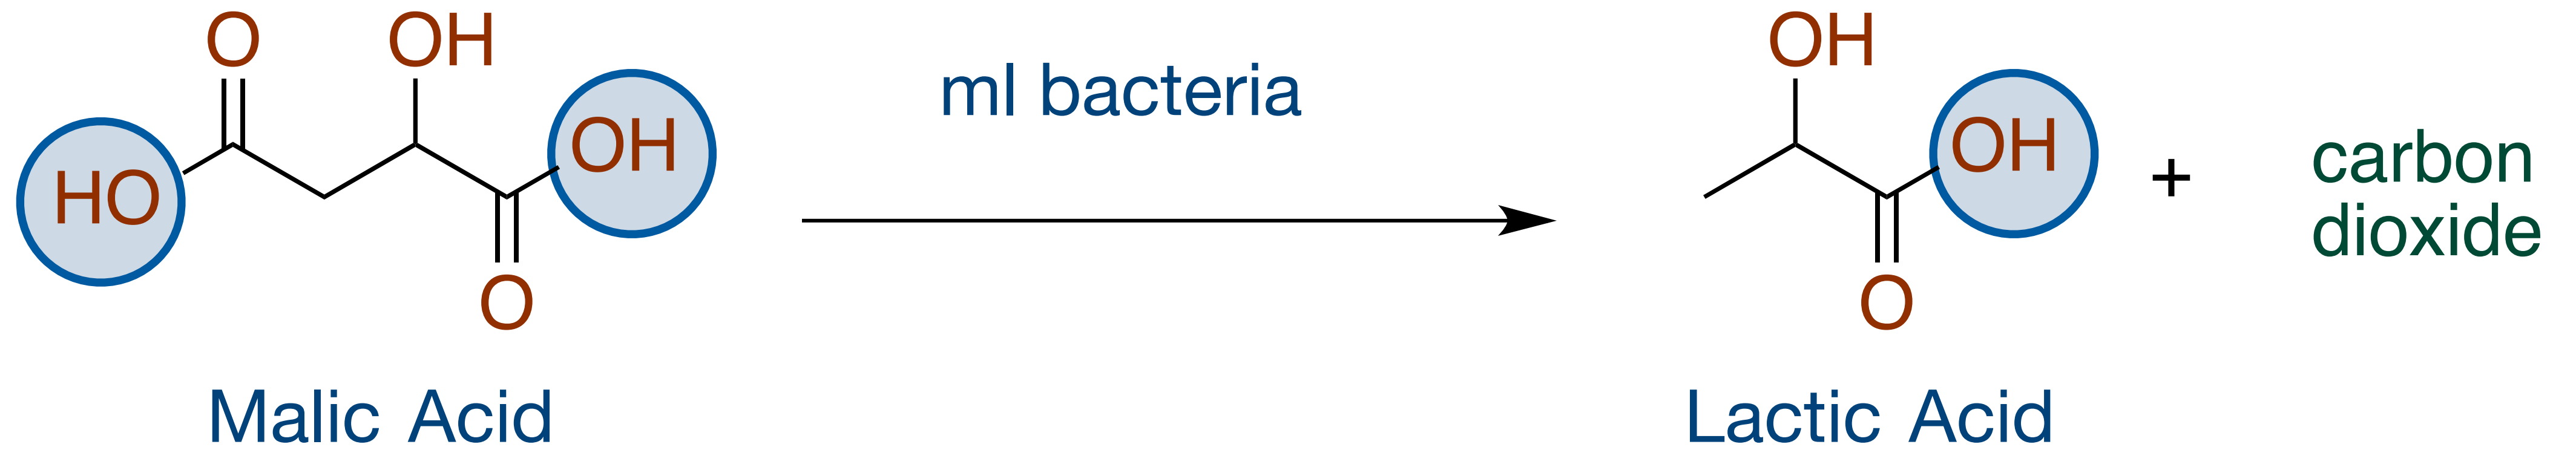 O
OH
HO
OH
O
Malic Acid
ml bacteria
OH
OH
O
Lactic Acid
+
carbon
dioxide